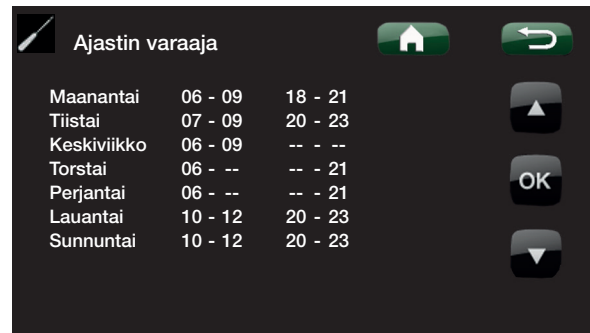 Ajastin varaaja
Maanantai 06 - 09 18 - 21
Tiistai 07 - 09 20 - 23
Keskiviikko 06 - 09 -- - --
Torstai 06 - -- -- - 21
Perjantai 06 - -- -- - 21
Lauantai 10 - 12 20 - 23
Sunnuntai 10 - 12 20 - 23
OK